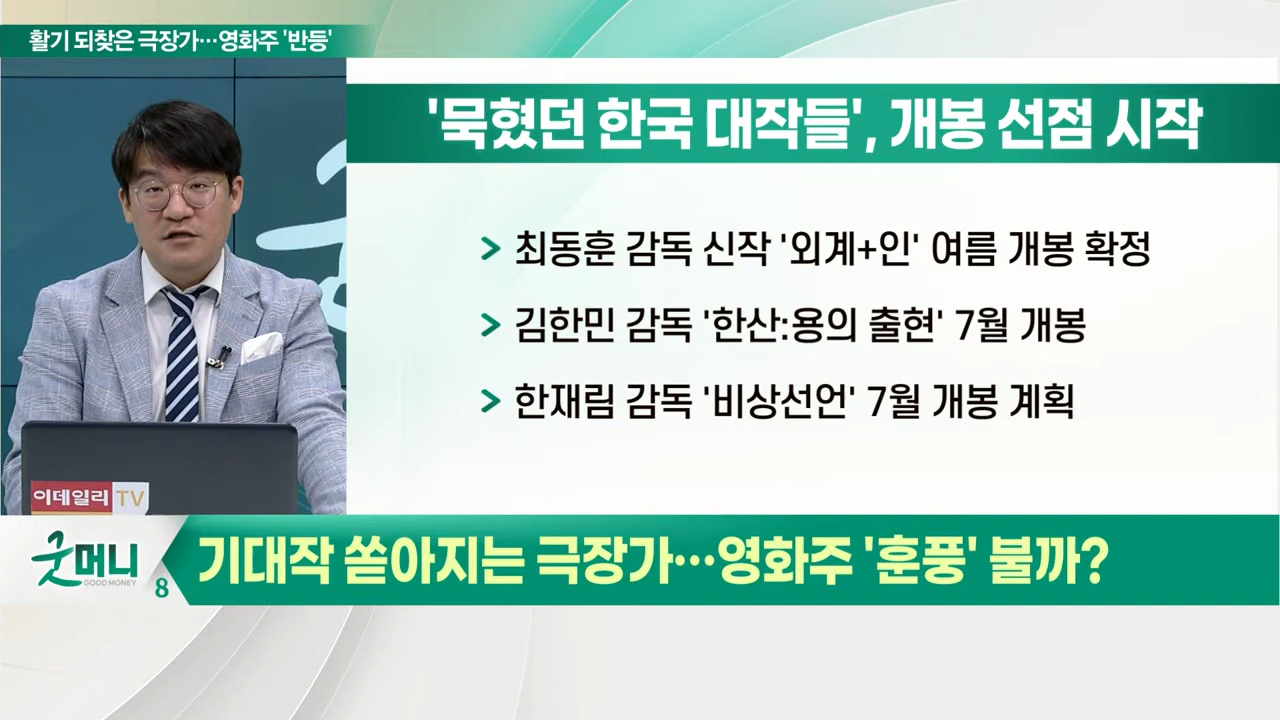 활기 되찾은 극장가…영화주 '반등'
'묵혔던 한국 대작들', 개봉 선점 시작
> 최동훈 감독 신작 '외계+인' 여름 개봉 확정
> 김한민 감독 '한산:용의 출현' 7월 개봉
> 한재림 감독 '비상선언' 7월 개봉 계획
이데일리 TV
굿머니
GOOD MONEY
8
기대작 쏟아지는 극장가…영화주 '훈풍' 불까?